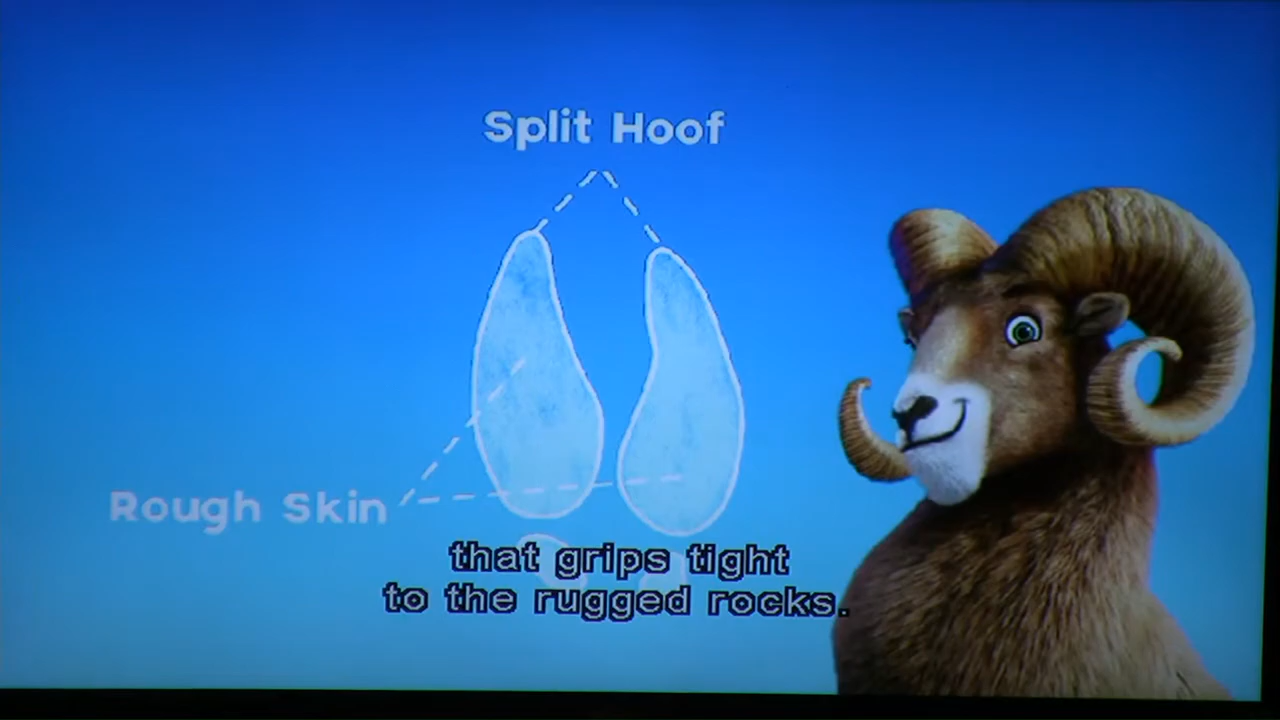 Split Hoof
Rough Skin
that grips tight
to the rugged rocks.